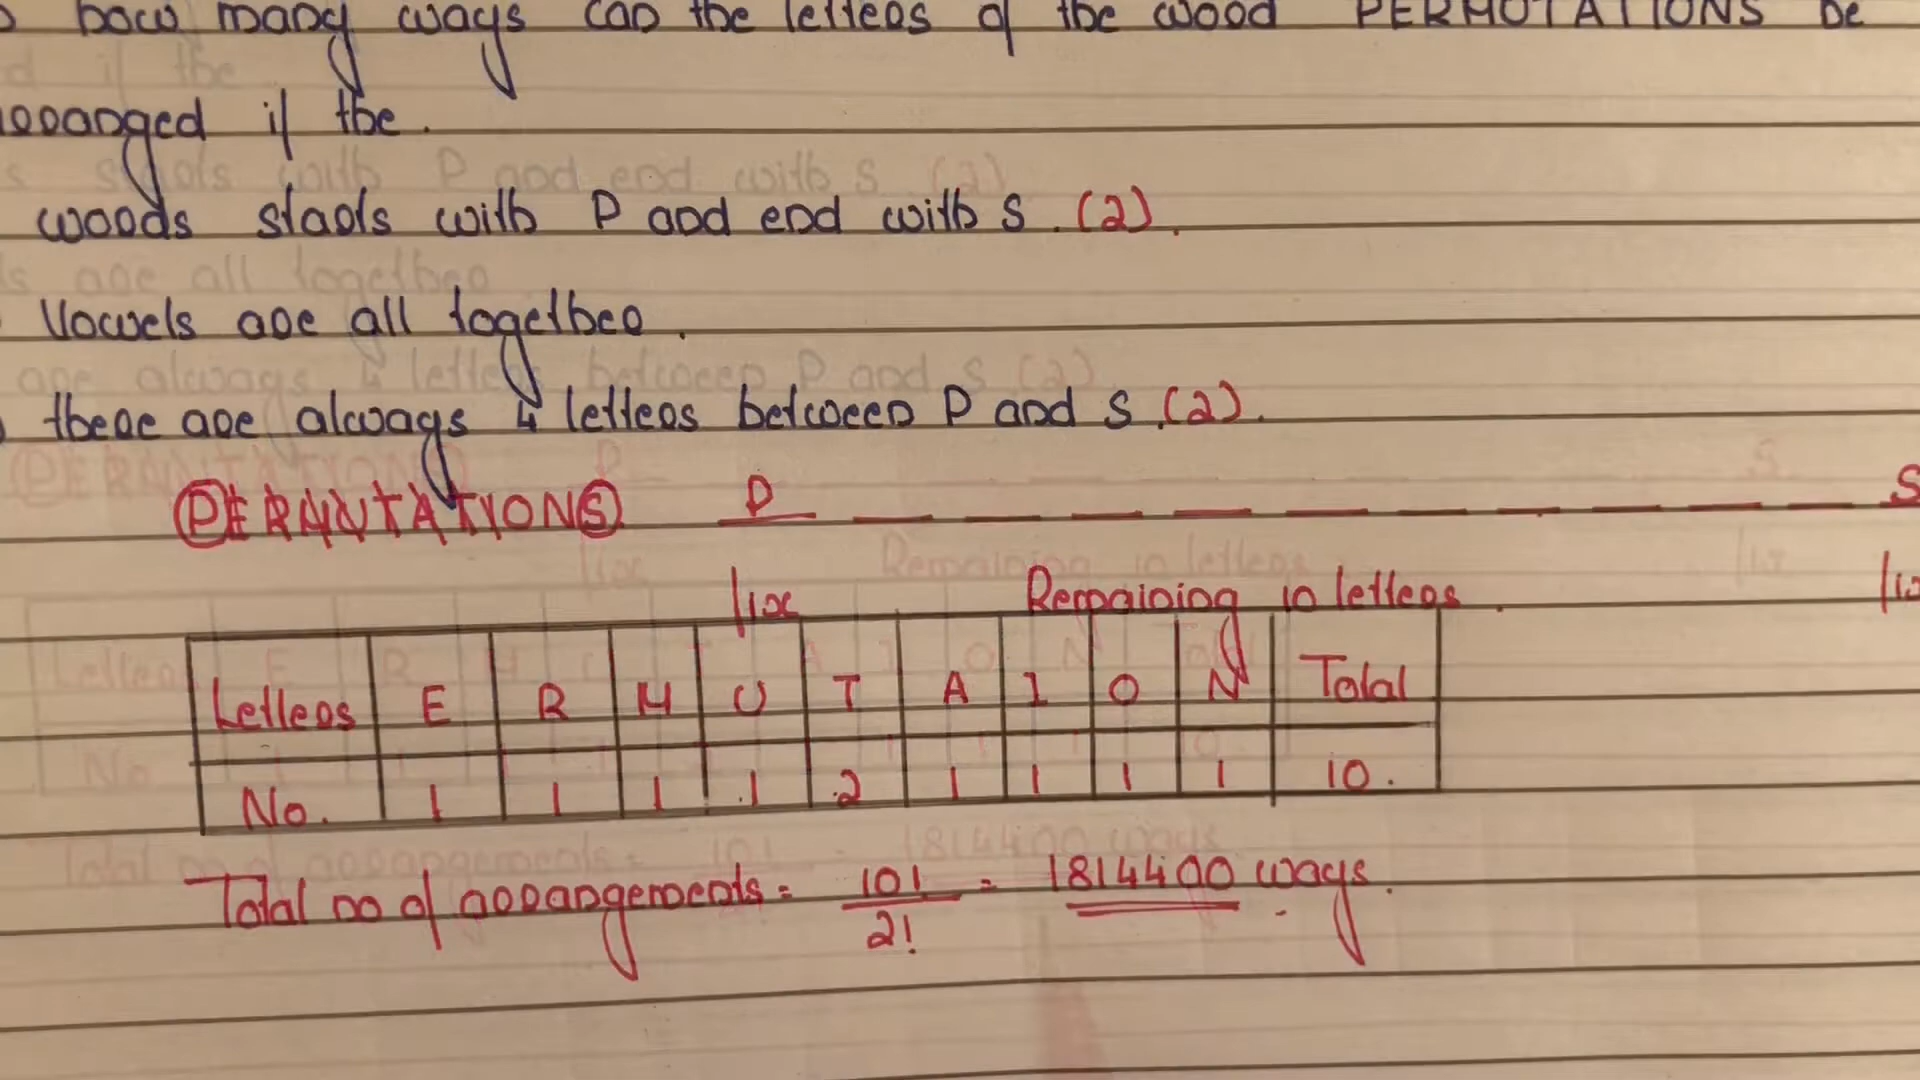 how many ways can the letters of the word PERMUTATIONS be
arranged if the.
words starts with P and end with S. (2).
Vowels are all together.
there are always 4 letters between P and S. (2).
PERMUTATIONS P _ _ _ _ _ _ _ _ _ _ S
fix Remaining 10 letters.
Letters E R M U T A I O N Total
No. 1 1 1 1 2 1 1 1 1 10.
Total no of arrangements = 10! / 2! = 1814400 ways.